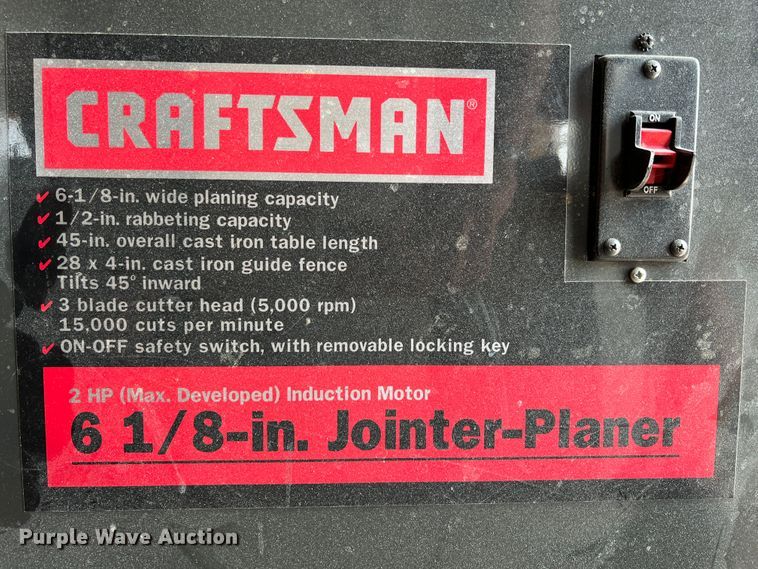 CRAFTSMAN®
✓ 6-1/8-in. wide planing capacity
✓ 1/2-in. rabbeting capacity
✓ 45-in. overall cast iron table length
✓ 28 x 4-in. cast iron guide fence
Tilts 45° inward
✓ 3 blade cutter head (5,000 rpm)
15,000 cuts per minute
✓ ON-OFF safety switch, with removable locking key
2 HP (Max. Developed) Induction Motor
6 1/8-in. Jointer-Planer
ON
OFF
Purple Wave Auction